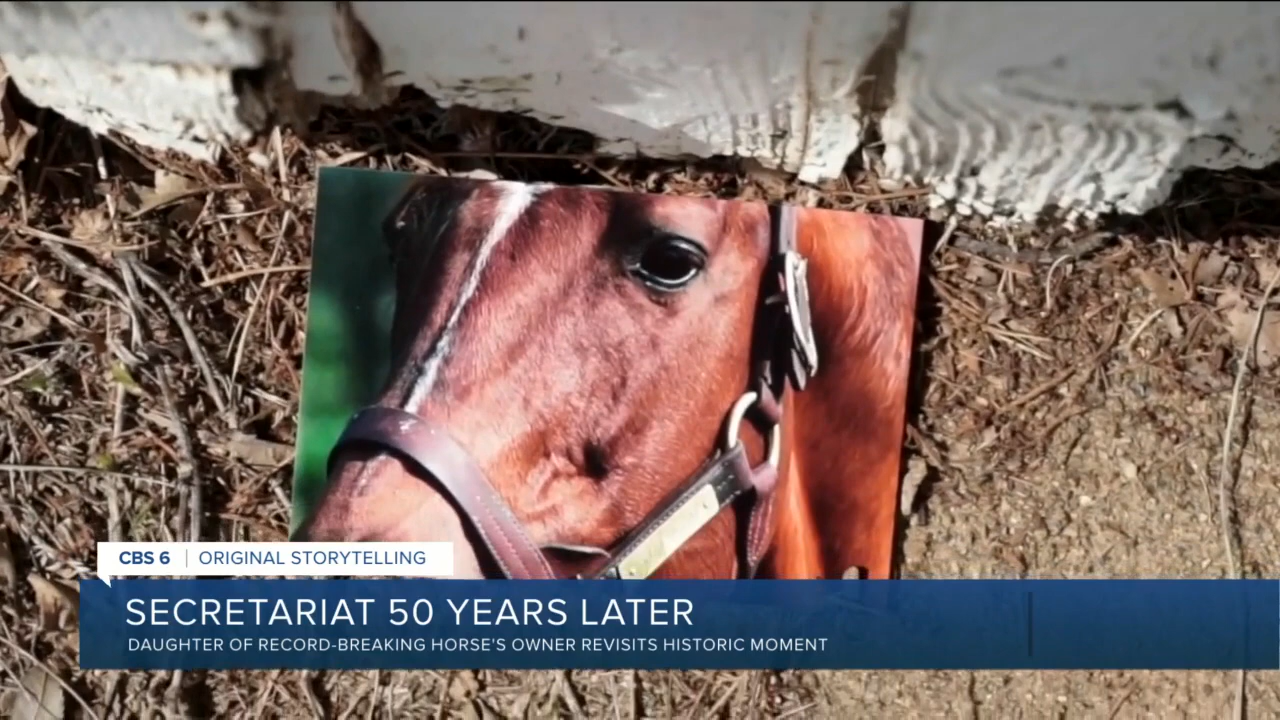 CBS 6 | ORIGINAL STORYTELLING
SECRETARIAT 50 YEARS LATER
DAUGHTER OF RECORD-BREAKING HORSE'S OWNER REVISITS HISTORIC MOMENT